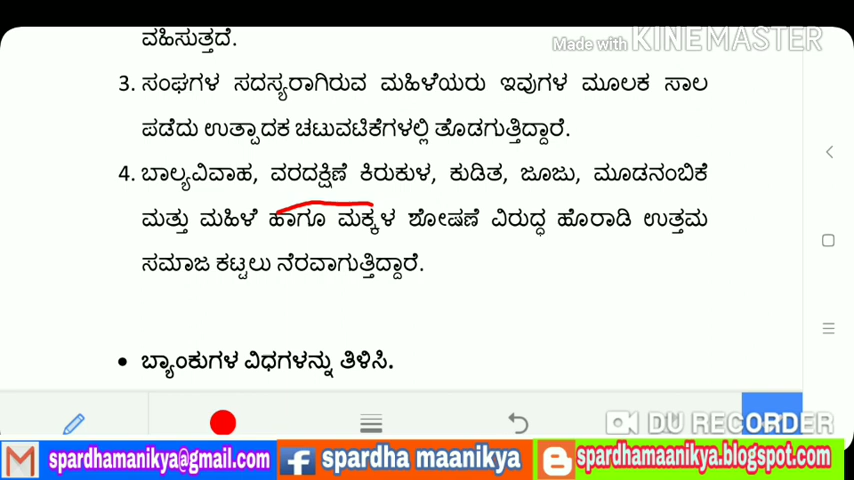 ವಹಿಸುತ್ತದೆ.
Made with KINEMASTER
3. ಸಂಘಗಳ ಸದಸ್ಯರಾಗಿರುವ ಮಹಿಳೆಯರು ಇವುಗಳ ಮೂಲಕ ಸಾಲ
ಪಡೆದು ಉತ್ಪಾದಕ ಚಟುವಟಿಕೆಗಳಲ್ಲಿ ತೊಡಗುತ್ತಿದ್ದಾರೆ.
4. ಬಾಲ್ಯವಿವಾಹ, ವರದಕ್ಷಿಣೆ ಕಿರುಕುಳ, ಕುಡಿತ, ಜೂಜು, ಮೂಡನಂಬಿಕೆ
ಮತ್ತು ಮಹಿಳೆ ಹಾಗೂ ಮಕ್ಕಳ ಶೋಷಣೆ ವಿರುದ್ಧ ಹೊರಾಡಿ ಉತ್ತಮ
ಸಮಾಜ ಕಟ್ಟಲು ನೆರವಾಗುತ್ತಿದ್ದಾರೆ.
• ಬ್ಯಾಂಕುಗಳ ವಿಧಗಳನ್ನು ತಿಳಿಸಿ.
DU RECORDER
spardhamanikya@gmail.com
spardha maanikya
spardhamanikya.blogspot.com